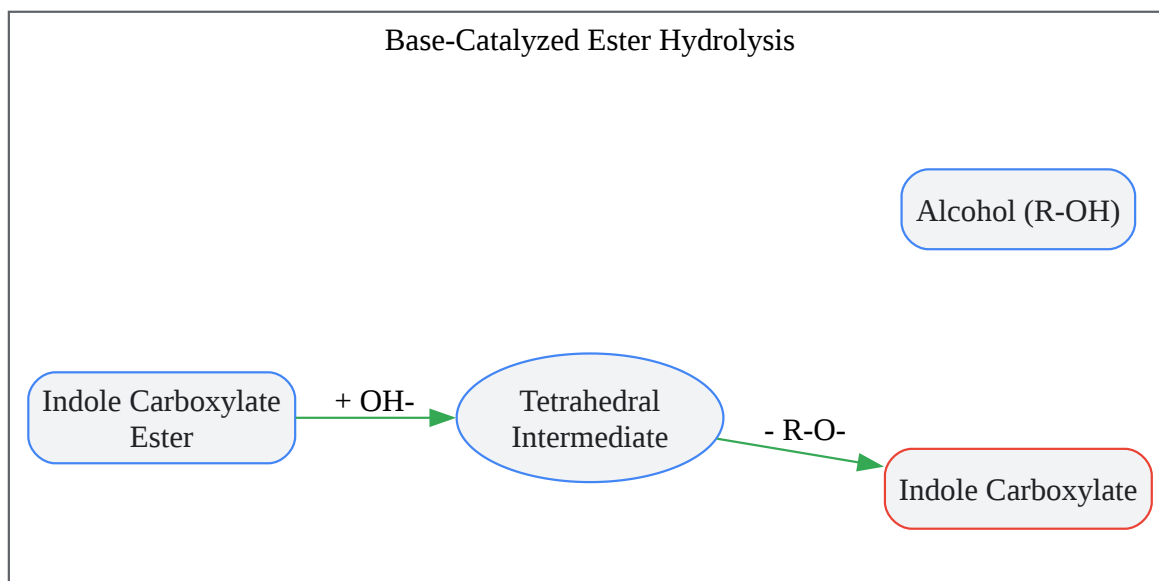 Base-Catalyzed Ester Hydrolysis
Alcohol (R-OH)
Indole Carboxylate
Ester
+ OH-
Tetrahedral
Intermediate
- R-O-
Indole Carboxylate